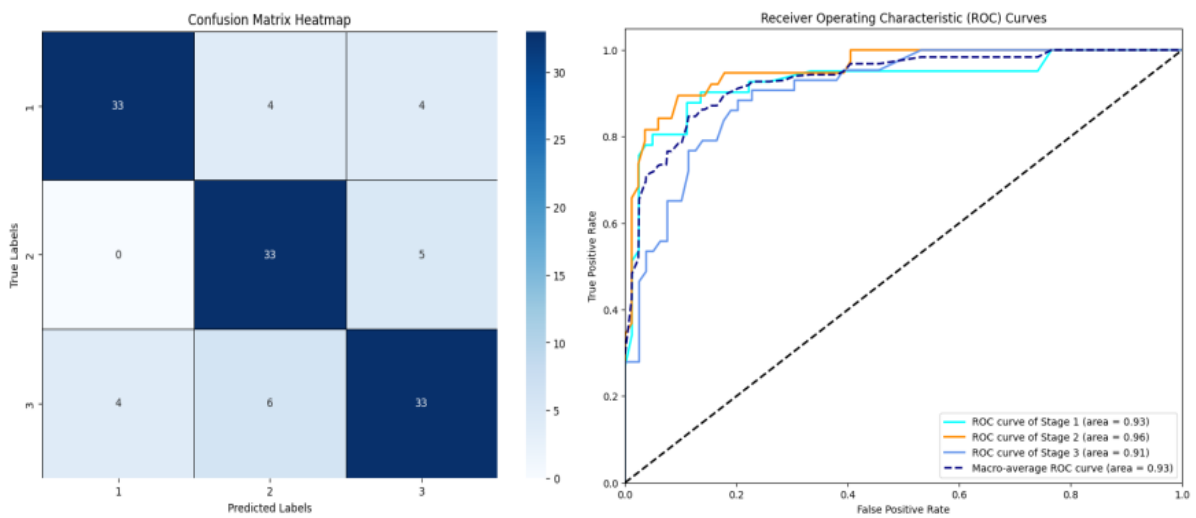 Confusion Matrix Heatmap
33 4 4
0 33 5
4 6 33
1
2
3
True Labels
1 2 3
Predicted Labels
30
25
20
15
10
5
0
Receiver Operating Characteristic (ROC) Curves
1.0
0.8
0.6
0.4
0.2
0.0
True Positive Rate
ROC curve of Stage 1 (area = 0.93)
ROC curve of Stage 2 (area = 0.96)
ROC curve of Stage 3 (area = 0.91)
Macro-average ROC curve (area = 0.93)
0.0 0.2 0.4 0.6 0.8 1.0
False Positive Rate